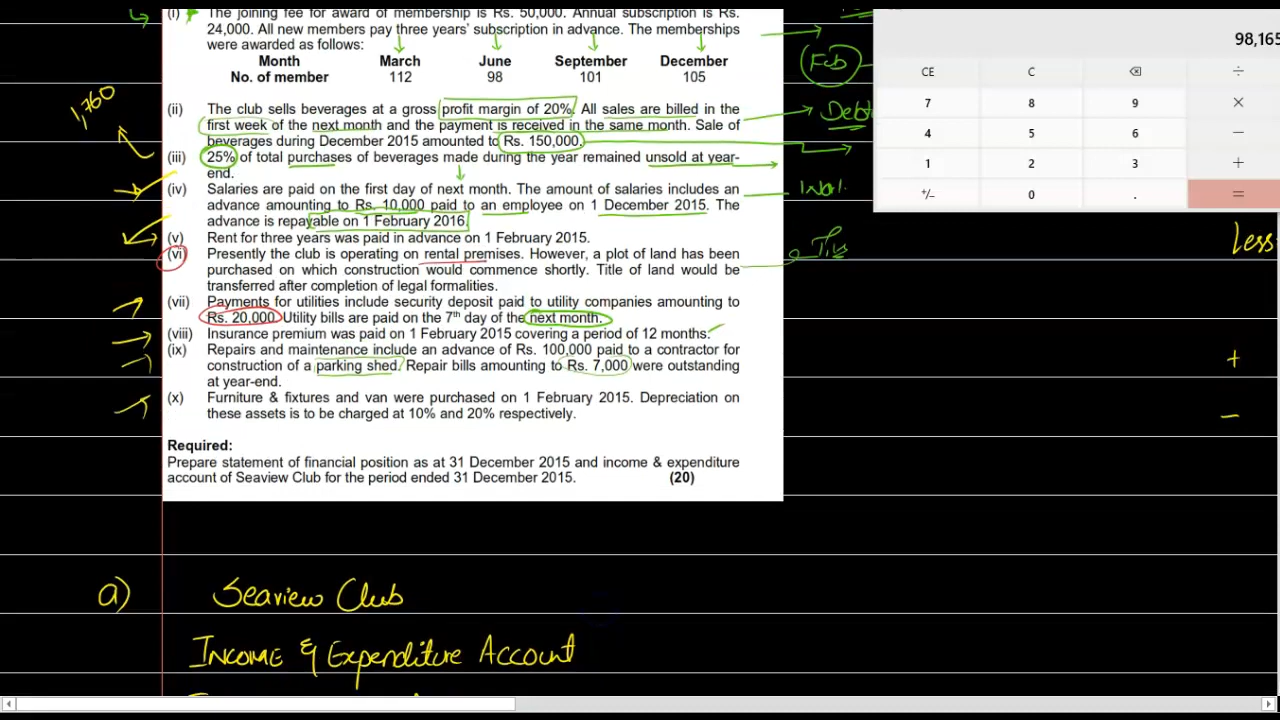 (i) The joining fee for award of membership is Rs. 50,000. Annual subscription is Rs.
24,000. All new members pay three years' subscription in advance. The memberships
were awarded as follows:
Month March June September December
No. of member 112 98 101 105
(ii) The club sells beverages at a gross profit margin of 20%. All sales are billed in the
first week of the next month and the payment is received in the same month. Sale of
beverages during December 2015 amounted to Rs. 150,000.
(iii) 25% of total purchases of beverages made during the year remained unsold at year-
end.
(iv) Salaries are paid on the first day of next month. The amount of salaries includes an
advance amounting to Rs. 10,000 paid to an employee on 1 December 2015. The
advance is repayable on 1 February 2016.
(v) Rent for three years was paid in advance on 1 February 2015.
(vi) Presently the club is operating on rental premises. However, a plot of land has been
purchased on which construction would commence shortly. Title of land would be
transferred after completion of legal formalities.
(vii) Payments for utilities include security deposit paid to utility companies amounting to
Rs. 20,000. Utility bills are paid on the 7th day of the next month.
(viii) Insurance premium was paid on 1 February 2015 covering a period of 12 months.
(ix) Repairs and maintenance include an advance of Rs. 100,000 paid to a contractor for
construction of a parking shed. Repair bills amounting to Rs. 7,000 were outstanding
at year-end.
(x) Furniture & fixtures and van were purchased on 1 February 2015. Depreciation on
these assets is to be charged at 10% and 20% respectively.
Required:
Prepare statement of financial position as at 31 December 2015 and income & expenditure
account of Seaview Club for the period ended 31 December 2015. (20)
1,760
Feb
Debt
98,165
CE C ⌫ ÷
7 8 9 ×
4 5 6 −
1 2 3 +
+/− 0 . =
Less
+
−
a) Seaview Club
Income & Expenditure Account